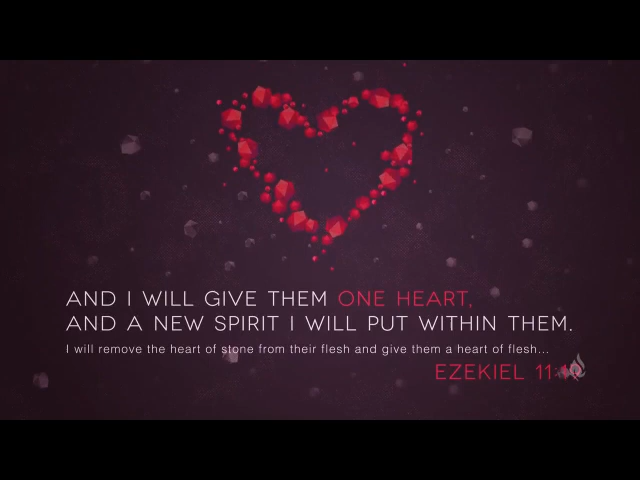 AND I WILL GIVE THEM ONE HEART,
AND A NEW SPIRIT I WILL PUT WITHIN THEM.
I will remove the heart of stone from their flesh and give them a heart of flesh...
EZEKIEL